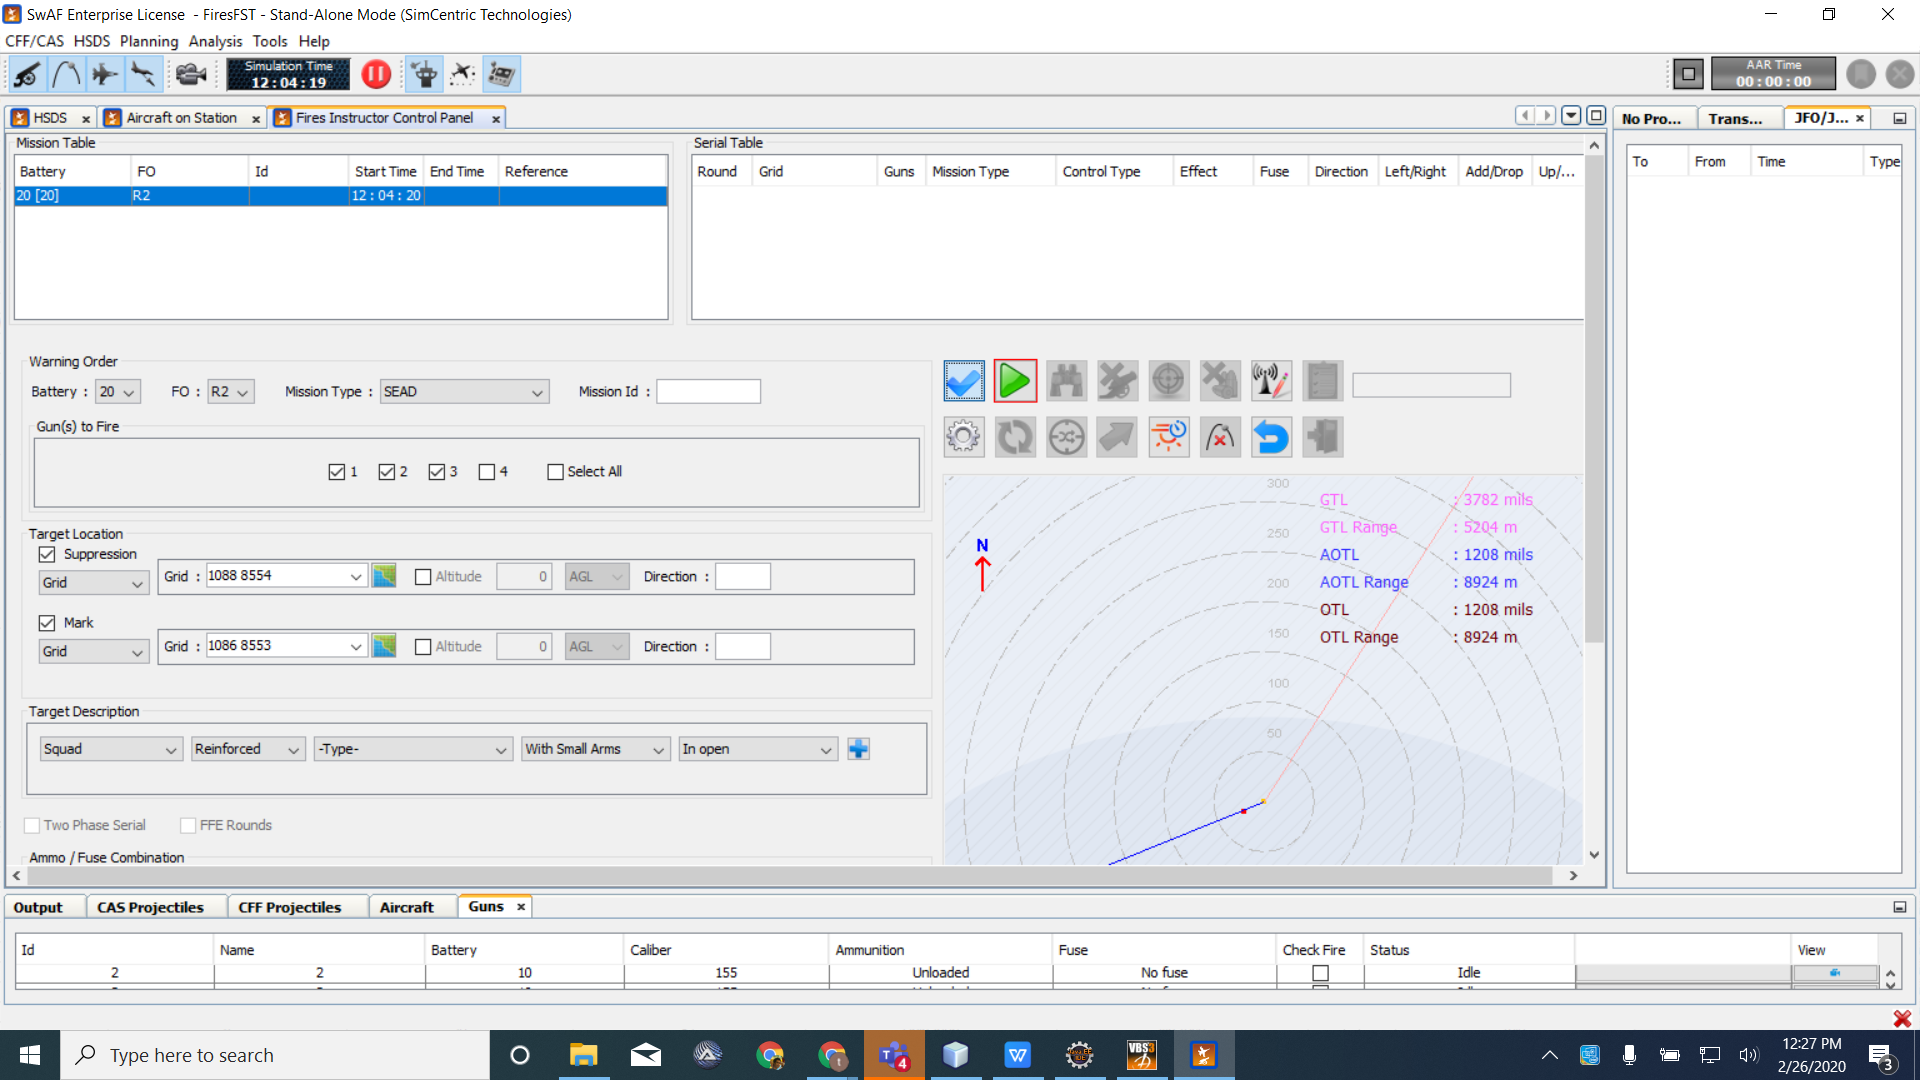 SwAF Enterprise License - FiresFST - Stand-Alone Mode (SimCentric Technologies)
CFF/CAS HSDS Planning Analysis Tools Help
Simulation Time
12:04:19
AAR Time
00:00:00
HSDS Aircraft on Station Fires Instructor Control Panel
No Pro... Trans... JFO/J...
Mission Table
Battery FO Id Start Time End Time Reference
20 [20] R2 12 : 04 : 20
Serial Table
Round Grid Guns Mission Type Control Type Effect Fuse Direction Left/Right Add/Drop Up/...
To From Time Type
Warning Order
Battery : 20 FO : R2 Mission Type : SEAD Mission Id :
Gun(s) to Fire
1 2 3 4 Select All
Target Location
Suppression
Grid Grid : 1088 8554 Altitude 0 AGL Direction :
Mark
Grid Grid : 1086 8553 Altitude 0 AGL Direction :
Target Description
Squad Reinforced -Type- With Small Arms In open
Two Phase Serial FFE Rounds
Ammo / Fuse Combination
N
300
250
200
150
100
50
GTL : 3782 mils
GTL Range : 5204 m
AOTL : 1208 mils
AOTL Range : 8924 m
OTL : 1208 mils
OTL Range : 8924 m
Output CAS Projectiles CFF Projectiles Aircraft Guns
Id Name Battery Caliber Ammunition Fuse Check Fire Status View
2 2 10 155 Unloaded No fuse Idle
Type here to search
4
VBS3
12:27 PM
2/26/2020
3